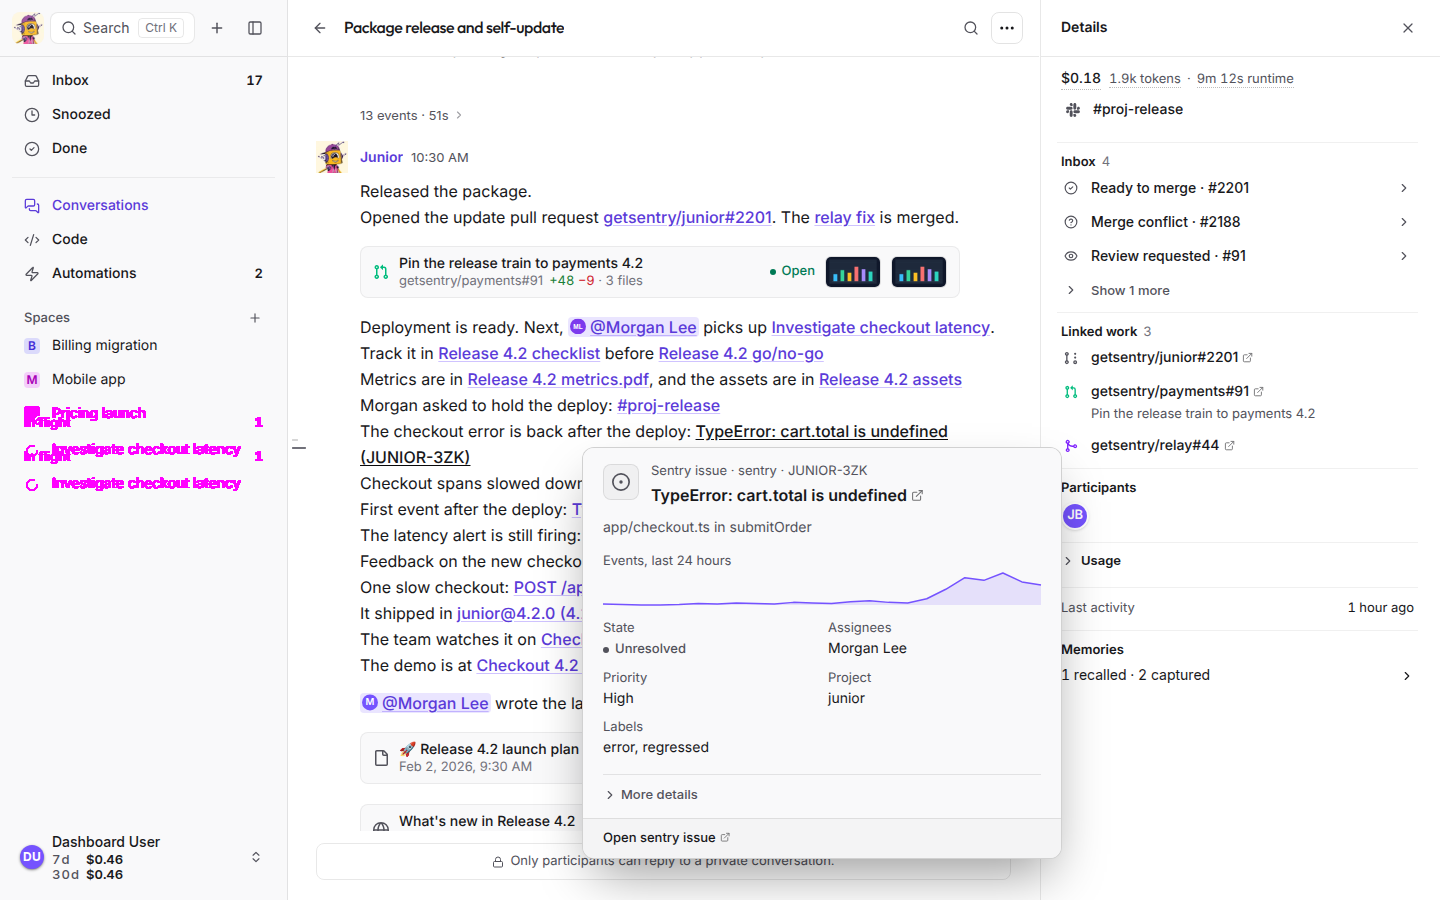 Search Ctrl K
Inbox 17
Snoozed
Done
Conversations
Code
Automations 2
Spaces
B Billing migration
M Mobile app
Pricing launch
In flight 1
Investigate checkout latency
In flight 1
Investigate checkout latency
DU Dashboard User
7d $0.46
30d $0.46
Package release and self-update
13 events · 51s
Junior 10:30 AM
Released the package.
Opened the update pull request getsentry/junior#2201. The relay fix is merged.
Pin the release train to payments 4.2
getsentry/payments#91 +48 −9 · 3 files
Open
Deployment is ready. Next, ML @Morgan Lee picks up Investigate checkout latency.
Track it in Release 4.2 checklist before Release 4.2 go/no-go
Metrics are in Release 4.2 metrics.pdf, and the assets are in Release 4.2 assets
Morgan asked to hold the deploy: #proj-release
The checkout error is back after the deploy: TypeError: cart.total is undefined
(JUNIOR-3ZK)
Checkout spans slowed down
First event after the deploy: T
The latency alert is still firing:
Feedback on the new checko
One slow checkout: POST /ap
It shipped in junior@4.2.0 (4.
The team watches it on Chec
The demo is at Checkout 4.2
M @Morgan Lee wrote the la
🚀 Release 4.2 launch plan
Feb 2, 2026, 9:30 AM
What's new in Release 4.2
Only participants can reply to a private conversation.
Sentry issue · sentry · JUNIOR-3ZK
TypeError: cart.total is undefined
app/checkout.ts in submitOrder
Events, last 24 hours
State Assignees
Unresolved Morgan Lee
Priority Project
High junior
Labels
error, regressed
More details
Open sentry issue
Details
$0.18 1.9k tokens · 9m 12s runtime
#proj-release
Inbox 4
Ready to merge · #2201
Merge conflict · #2188
Review requested · #91
Show 1 more
Linked work 3
getsentry/junior#2201
getsentry/payments#91
Pin the release train to payments 4.2
getsentry/relay#44
Participants
JB
Usage
Last activity 1 hour ago
Memories
1 recalled · 2 captured